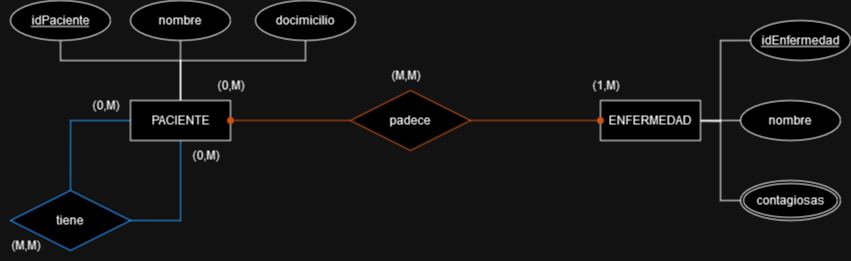 idPaciente
nombre
docimicilio
(0,M)
PACIENTE
(0,M)
(0,M)
tiene
(M,M)
(M,M)
padece
(1,M)
ENFERMEDAD
idEnfermedad
nombre
contagiosas